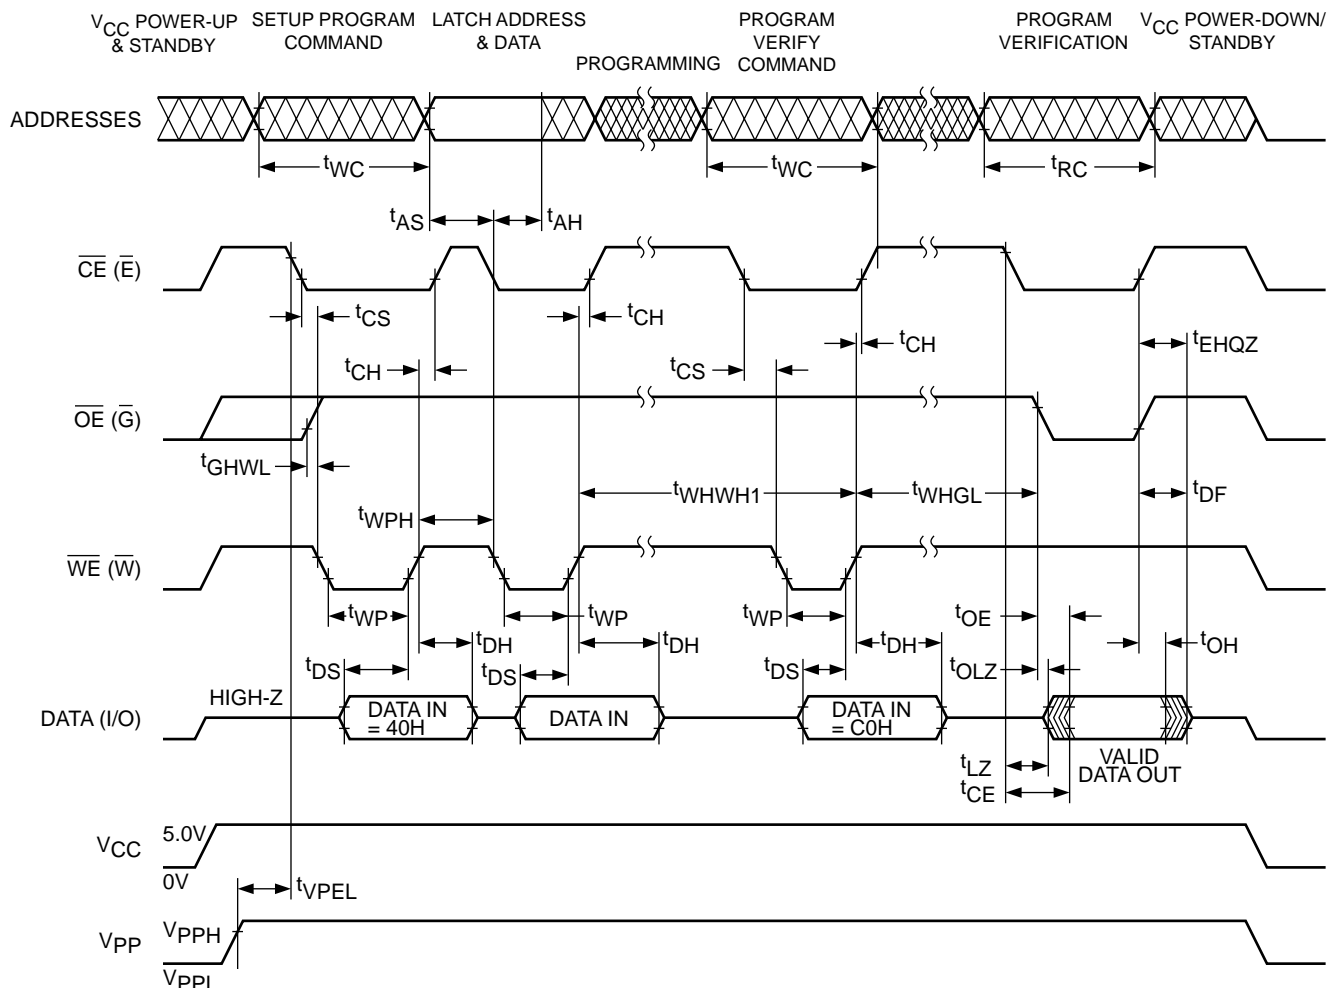 VCC POWER-UP & STANDBY
SETUP PROGRAM COMMAND
LATCH ADDRESS & DATA
PROGRAMMING
PROGRAM VERIFY COMMAND
PROGRAM VERIFICATION
VCC POWER-DOWN/ STANDBY
ADDRESSES
tWC
tWC
tRC
tAS
tAH
CE (E)
tCS
tCH
tCH
tCS
tCH
tEHQZ
OE (G)
tGHWL
tWPH
tWHWH1
tWHGL
tDF
WE (W)
tWP
tWP
tWP
tOE
tDH
tDH
tDH
tOH
tDS
tDS
tDS
tOLZ
DATA (I/O)
HIGH-Z
DATA IN = 40H
DATA IN
DATA IN = C0H
VALID DATA OUT
tLZ
tCE
VCC
5.0V
0V
tVPEL
VPP
VPPH
VPPL